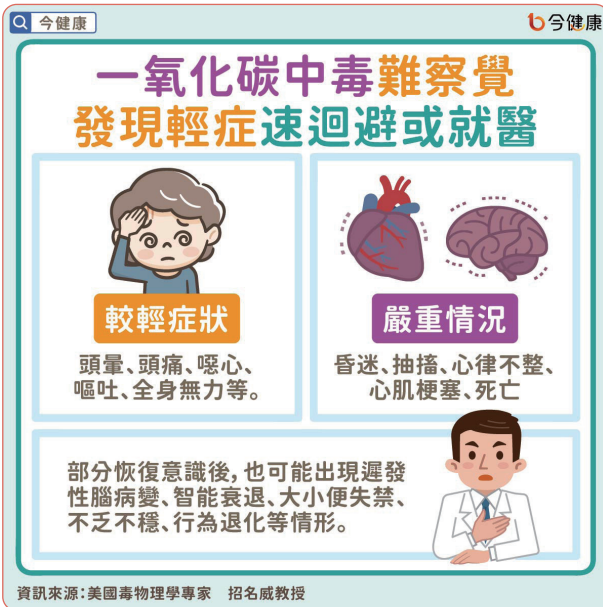 今健康
今健康
一氧化碳中毒難察覺
發現輕症速迴避或就醫
較輕症狀
頭暈、頭痛、噁心、
嘔吐、全身無力等。
嚴重情況
昏迷、抽搐、心律不整、
心肌梗塞、死亡
部分恢復意識後,也可能出現遲發
性腦病變、智能衰退、大小便失禁、
不乏不穩、行為退化等情形。
資訊來源:美國毒物理學專家 招名威教授